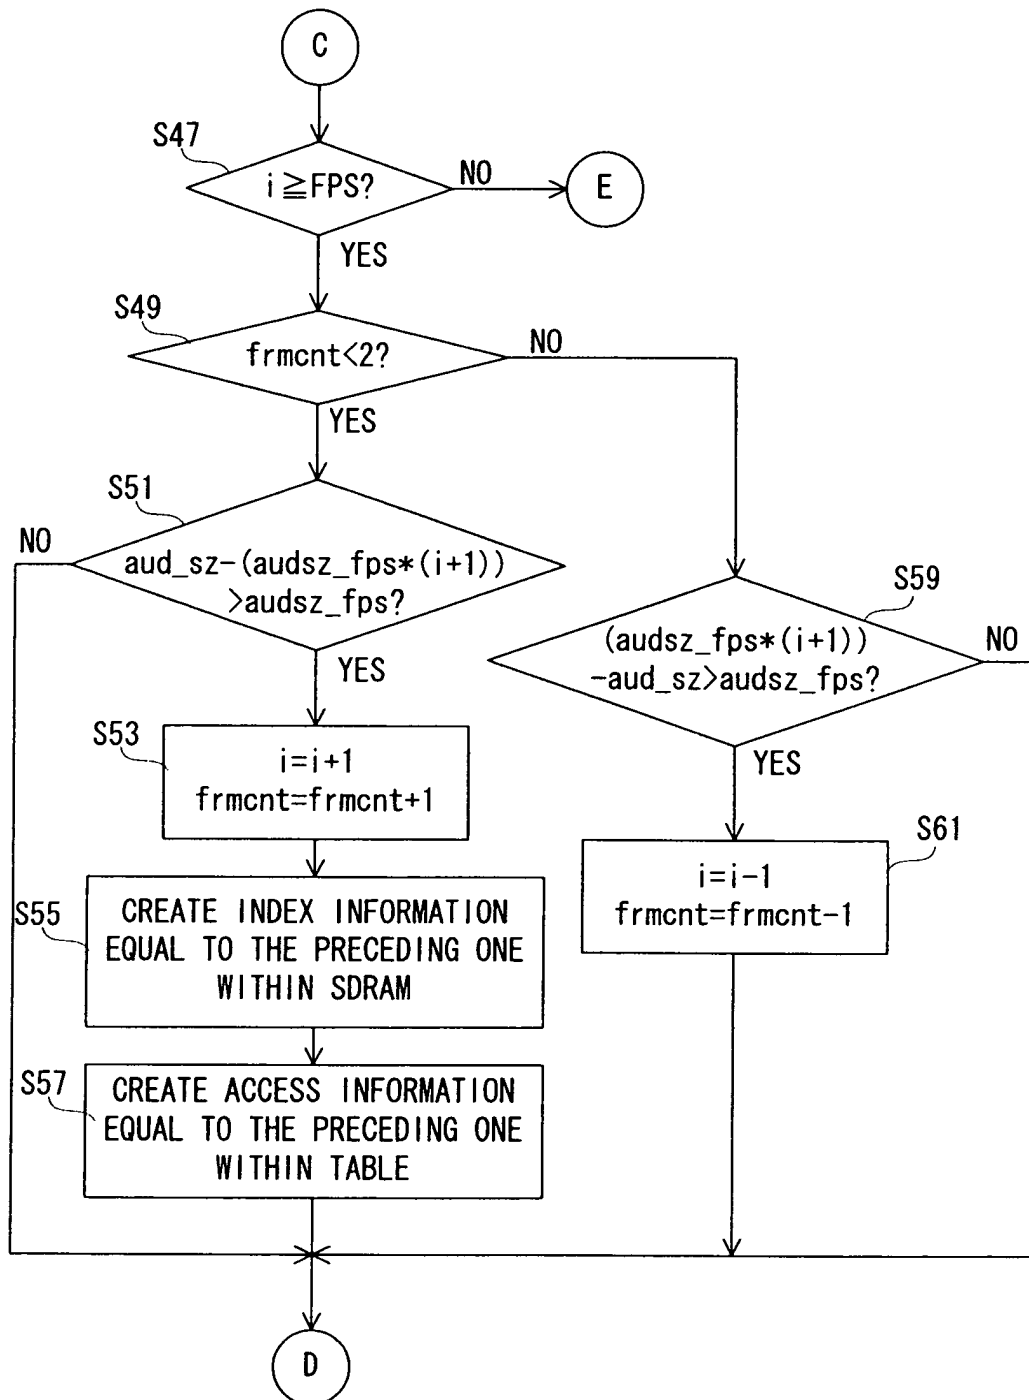 C
S47
i≧FPS?
NO
E
YES
S49
frmcnt<2?
NO
YES
S51
NO
aud_sz-(audsz_fps*(i+1))
>audsz_fps?
YES
S59
(audsz_fps*(i+1))
-aud_sz>audsz_fps?
NO
YES
S53
i=i+1
frmcnt=frmcnt+1
S61
i=i-1
frmcnt=frmcnt-1
S55
CREATE INDEX INFORMATION
EQUAL TO THE PRECEDING ONE
WITHIN SDRAM
S57
CREATE ACCESS INFORMATION
EQUAL TO THE PRECEDING ONE
WITHIN TABLE
D